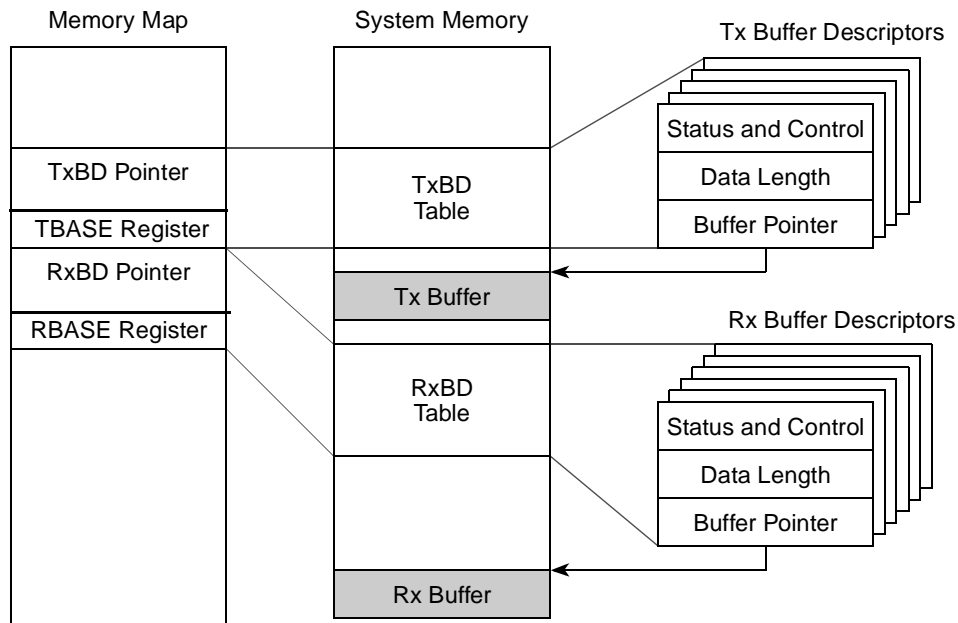 Memory Map
TxBD Pointer
TBASE Register
RxBD Pointer
RBASE Register
System Memory
TxBD
Table
Tx Buffer
RxBD
Table
Rx Buffer
Tx Buffer Descriptors
Status and Control
Data Length
Buffer Pointer
Rx Buffer Descriptors
Status and Control
Data Length
Buffer Pointer